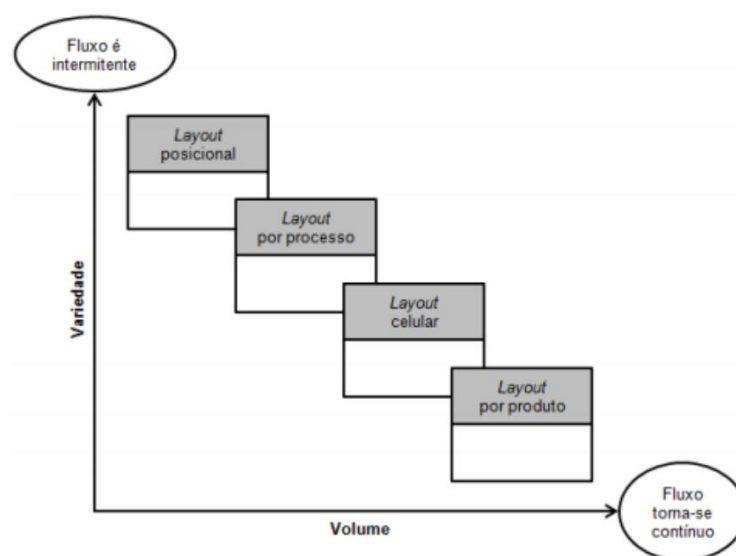 Fluxo é
intermitente
Layout
posicional
Layout
por processo
Layout
celular
Layout
por produto
Variedade
Volume
Fluxo
torna-se
contínuo